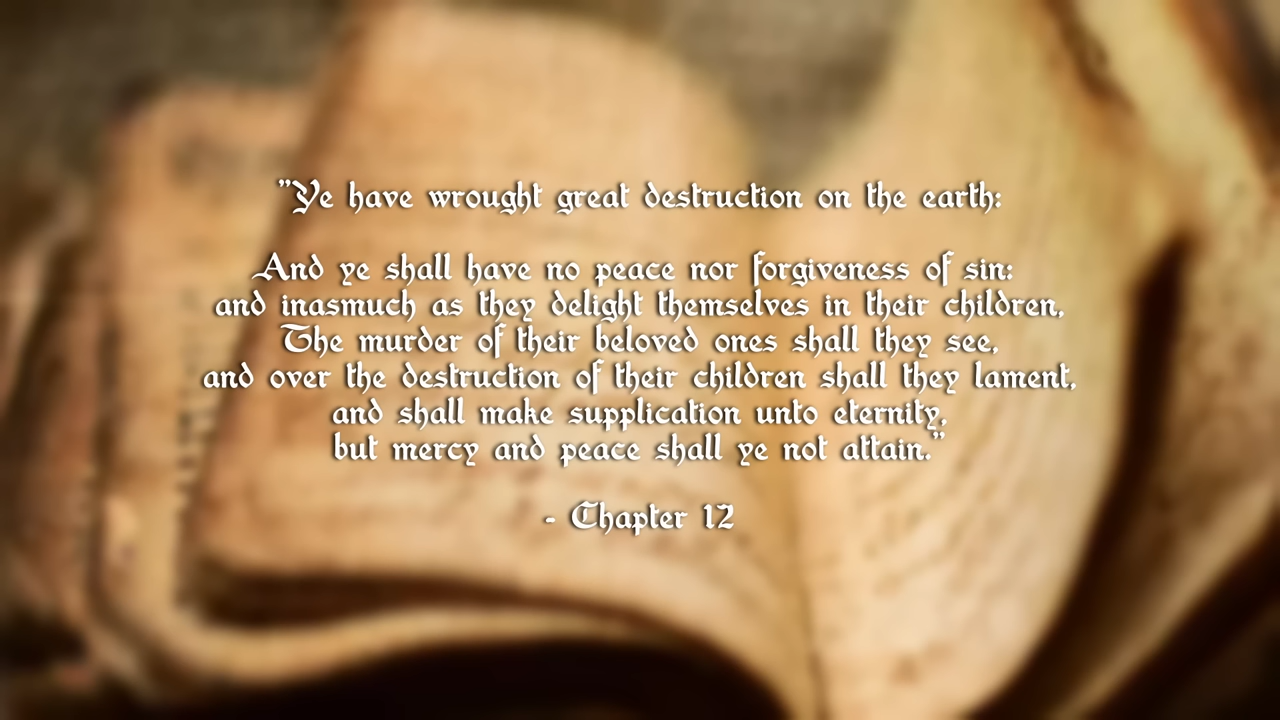 "Ye have wrought great destruction on the earth:
And ye shall have no peace nor forgiveness of sin:
and inasmuch as they delight themselves in their children,
The murder of their beloved ones shall they see,
and over the destruction of their children shall they lament,
and shall make supplication unto eternity,
but mercy and peace shall ye not attain."
- Chapter 12